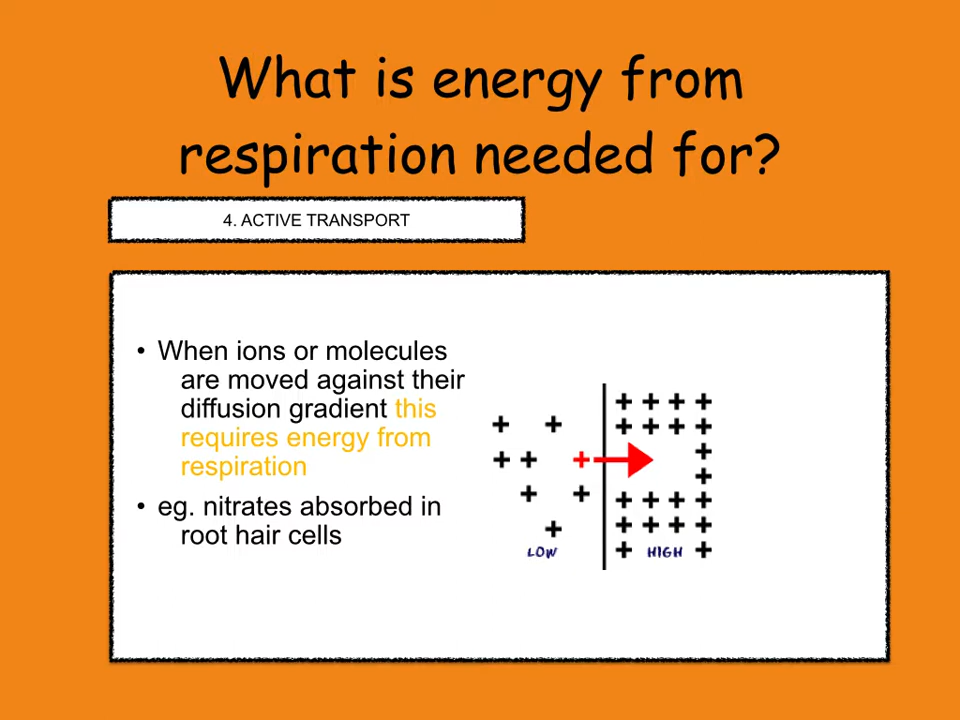 What is energy from
respiration needed for?
4. ACTIVE TRANSPORT
• When ions or molecules
are moved against their
diffusion gradient this
requires energy from
respiration
• eg. nitrates absorbed in
root hair cells
LOW
HIGH